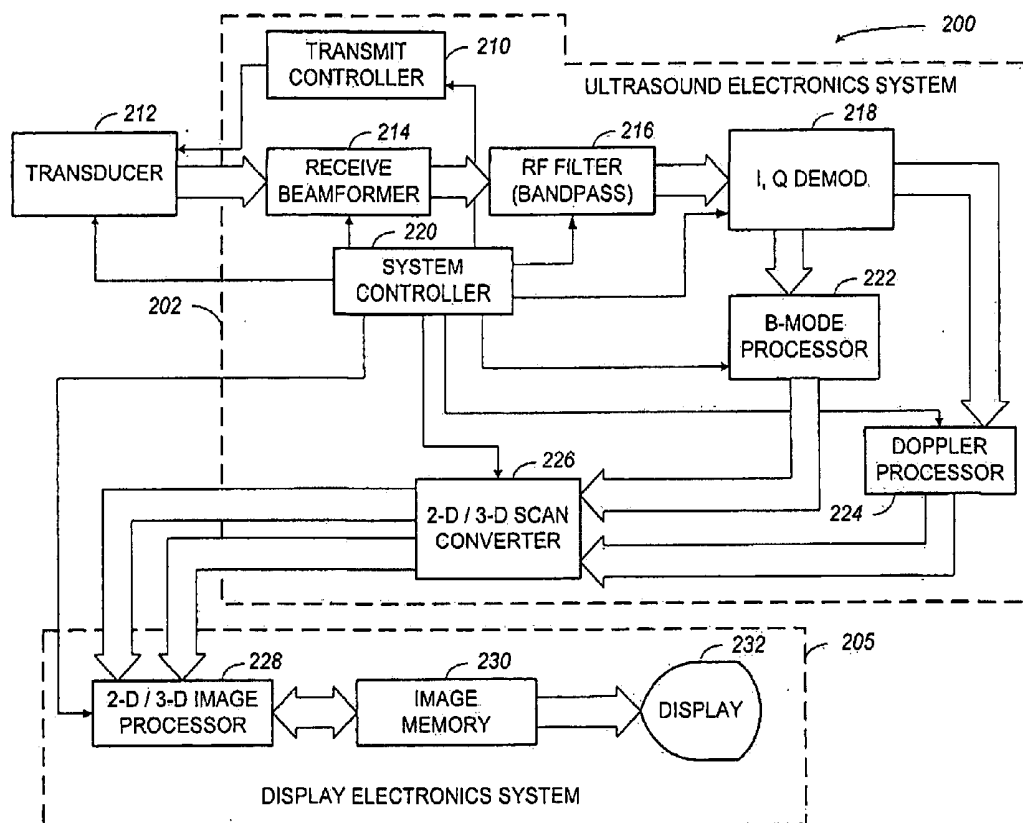 200
ULTRASOUND ELECTRONICS SYSTEM
TRANSMIT
CONTROLLER
210
212
TRANSDUCER
214
RECEIVE
BEAMFORMER
216
RF FILTER
(BANDPASS)
218
I, Q DEMOD.
220
SYSTEM
CONTROLLER
202
222
B-MODE
PROCESSOR
DOPPLER
PROCESSOR
224
226
2-D / 3-D SCAN
CONVERTER
205
228
2-D / 3-D IMAGE
PROCESSOR
230
IMAGE
MEMORY
232
DISPLAY
DISPLAY ELECTRONICS SYSTEM